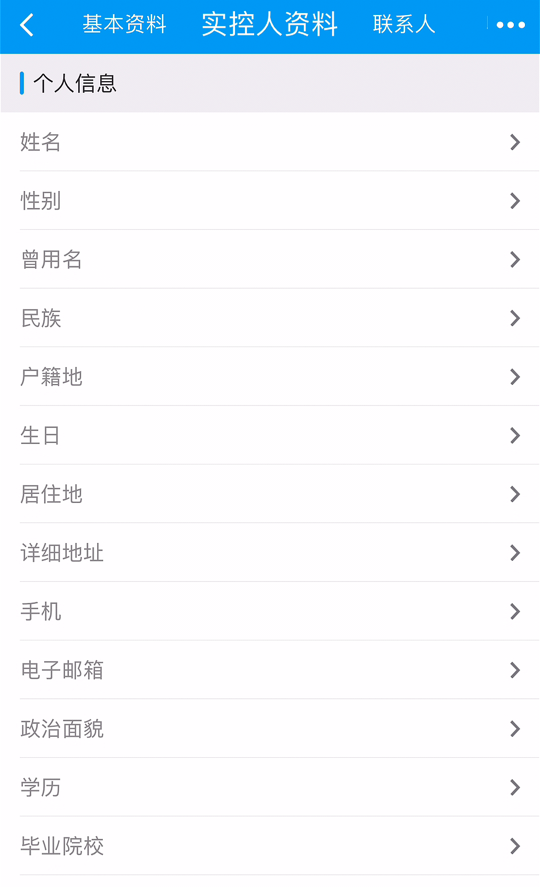 基本资料 实控人资料 联系人
个人信息
姓名
性别
曾用名
民族
户籍地
生日
居住地
详细地址
手机
电子邮箱
政治面貌
学历
毕业院校